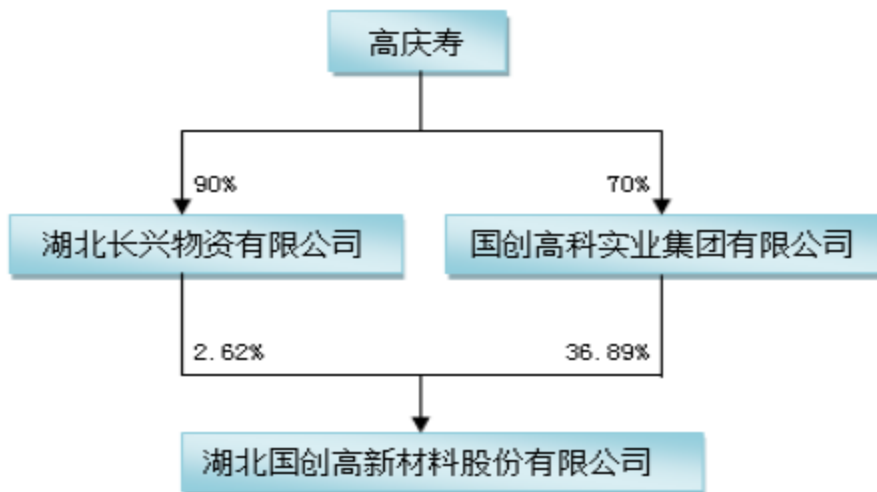 高庆寿
90%
70%
湖北长兴物资有限公司
国创高科实业集团有限公司
2.62%
36.89%
湖北国创高新材料股份有限公司